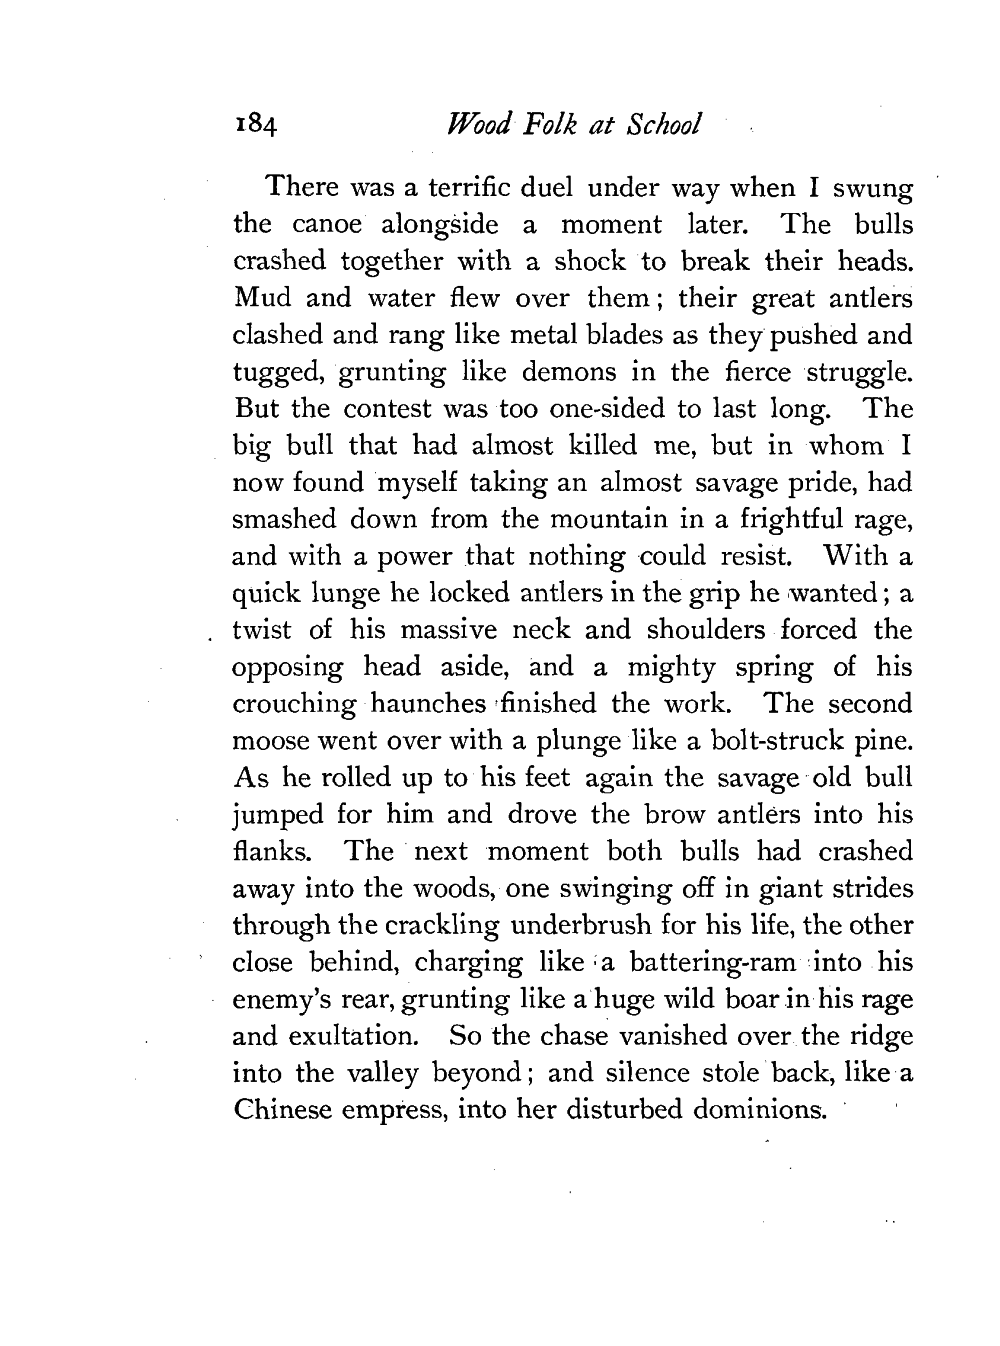 184 Wood Folk at School
There was a terrific duel under way when I swung
the canoe alongside a moment later. The bulls
crashed together with a shock to break their heads.
Mud and water flew over them; their great antlers
clashed and rang like metal blades as they pushed and
tugged, grunting like demons in the fierce struggle.
But the contest was too one-sided to last long. The
big bull that had almost killed me, but in whom I
now found myself taking an almost savage pride, had
smashed down from the mountain in a frightful rage,
and with a power that nothing could resist. With a
quick lunge he locked antlers in the grip he wanted; a
twist of his massive neck and shoulders forced the
opposing head aside, and a mighty spring of his
crouching haunches finished the work. The second
moose went over with a plunge like a bolt-struck pine.
As he rolled up to his feet again the savage old bull
jumped for him and drove the brow antlers into his
flanks. The next moment both bulls had crashed
away into the woods, one swinging off in giant strides
through the crackling underbrush for his life, the other
close behind, charging like a battering-ram into his
enemy's rear, grunting like a huge wild boar in his rage
and exultation. So the chase vanished over the ridge
into the valley beyond; and silence stole back, like a
Chinese empress, into her disturbed dominions.